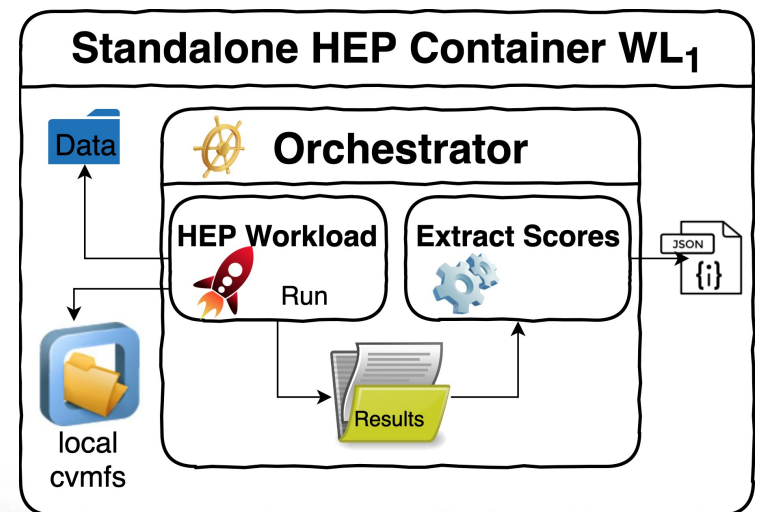 Standalone HEP Container WL₁
Data
Orchestrator
HEP Workload
Run
Extract Scores
JSON
{i}
Results
local
cvmfs